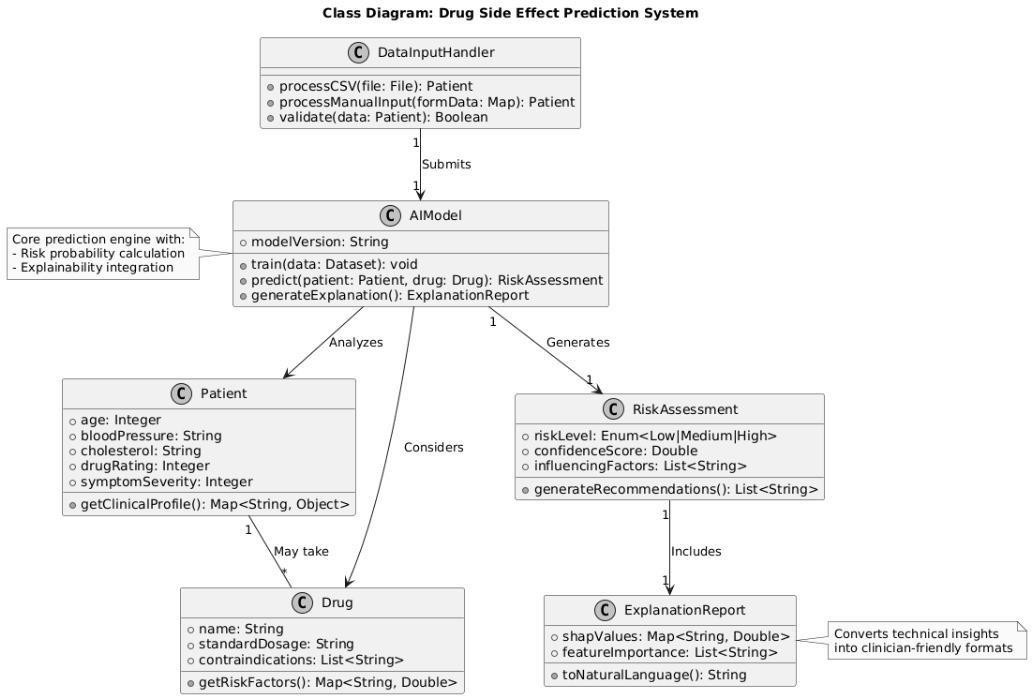 Class Diagram: Drug Side Effect Prediction System
C DataInputHandler
processCSV(file: File): Patient
processManualInput(formData: Map): Patient
validate(data: Patient): Boolean
1
Submits
1
C AIModel
modelVersion: String
train(data: Dataset): void
predict(patient: Patient, drug: Drug): RiskAssessment
generateExplanation(): ExplanationReport
Core prediction engine with:
- Risk probability calculation
- Explainability integration
Analyzes
Considers
1
Generates
1
C Patient
age: Integer
bloodPressure: String
cholesterol: String
drugRating: Integer
symptomSeverity: Integer
getClinicalProfile(): Map<String, Object>
C RiskAssessment
riskLevel: Enum<Low|Medium|High>
confidenceScore: Double
influencingFactors: List<String>
generateRecommendations(): List<String>
1
May take
*
1
Includes
1
C Drug
name: String
standardDosage: String
contraindications: List<String>
getRiskFactors(): Map<String, Double>
C ExplanationReport
shapValues: Map<String, Double>
featureImportance: List<String>
toNaturalLanguage(): String
Converts technical insights
into clinician-friendly formats